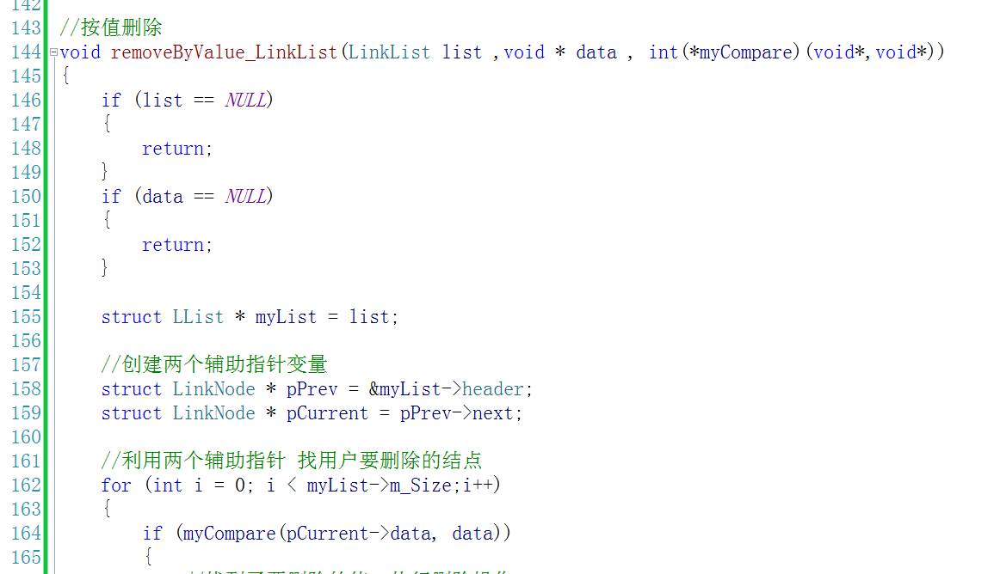 142
143 //按值删除
144 void removeByValue_LinkList(LinkList list ,void * data , int(*myCompare)(void*,void*))
145 {
146 if (list == NULL)
147 {
148 return;
149 }
150 if (data == NULL)
151 {
152 return;
153 }
154
155 struct LList * myList = list;
156
157 //创建两个辅助指针变量
158 struct LinkNode * pPrev = &myList->header;
159 struct LinkNode * pCurrent = pPrev->next;
160
161 //利用两个辅助指针 找用户要删除的结点
162 for (int i = 0; i < myList->m_Size;i++)
163 {
164 if (myCompare(pCurrent->data, data))
165 {